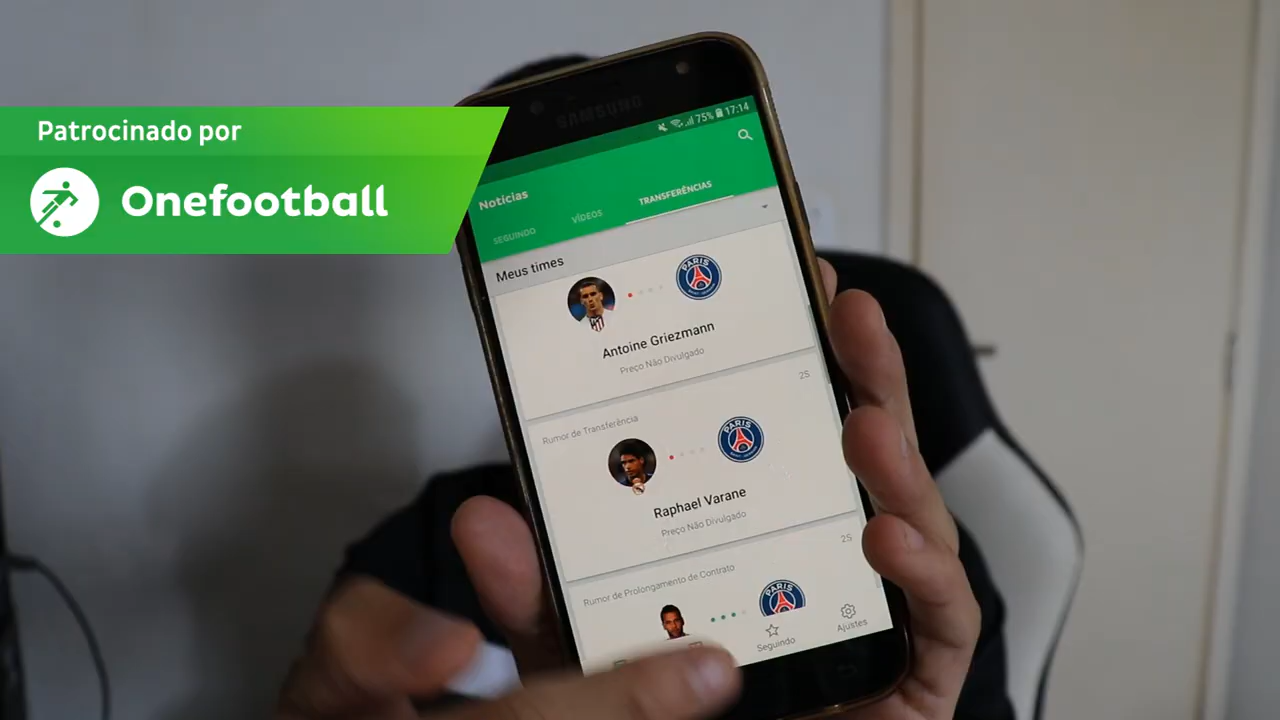 Patrocinado por
Onefootball
SAMSUNG
75% 17:14
Notícias
SEGUINDO
VÍDEOS
TRANSFERÊNCIAS
Meus times
PARIS
Antoine Griezmann
Preço Não Divulgado
25
Rumor de Transferência
PARIS
Raphael Varane
Preço Não Divulgado
25
Rumor de Prolongamento de Contrato
PARIS
Seguindo
Ajustes